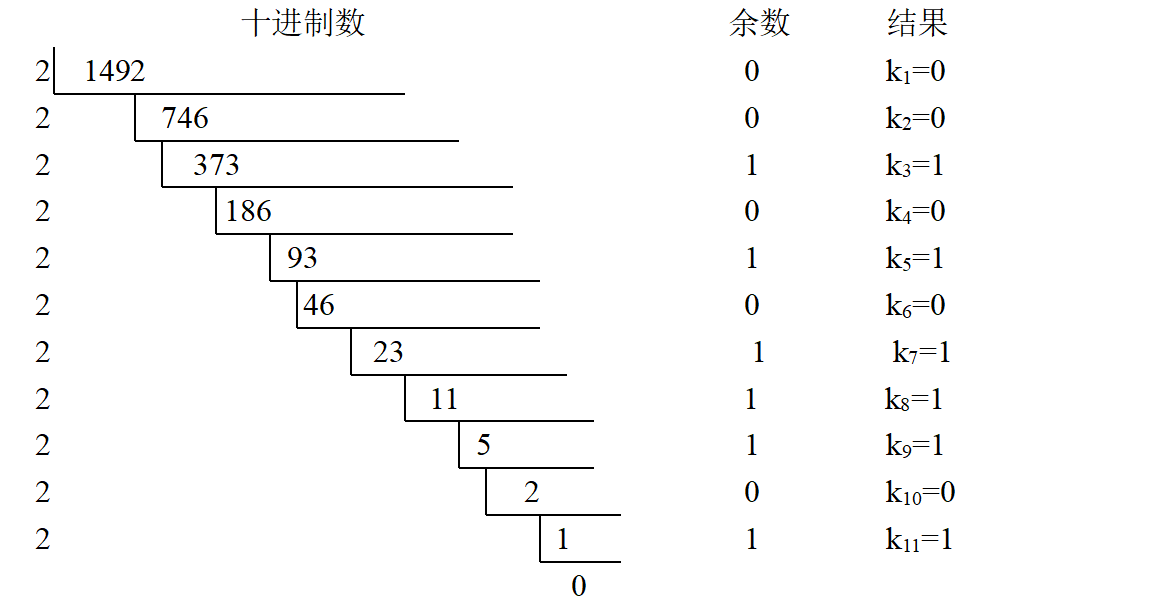 十进制数 余数 结果
2 1492 0 k₁=0
2 746 0 k₂=0
2 373 1 k₃=1
2 186 0 k₄=0
2 93 1 k₅=1
2 46 0 k₆=0
2 23 1 k₇=1
2 11 1 k₈=1
2 5 1 k₉=1
2 2 0 k₁₀=0
2 1 1 k₁₁=1
0